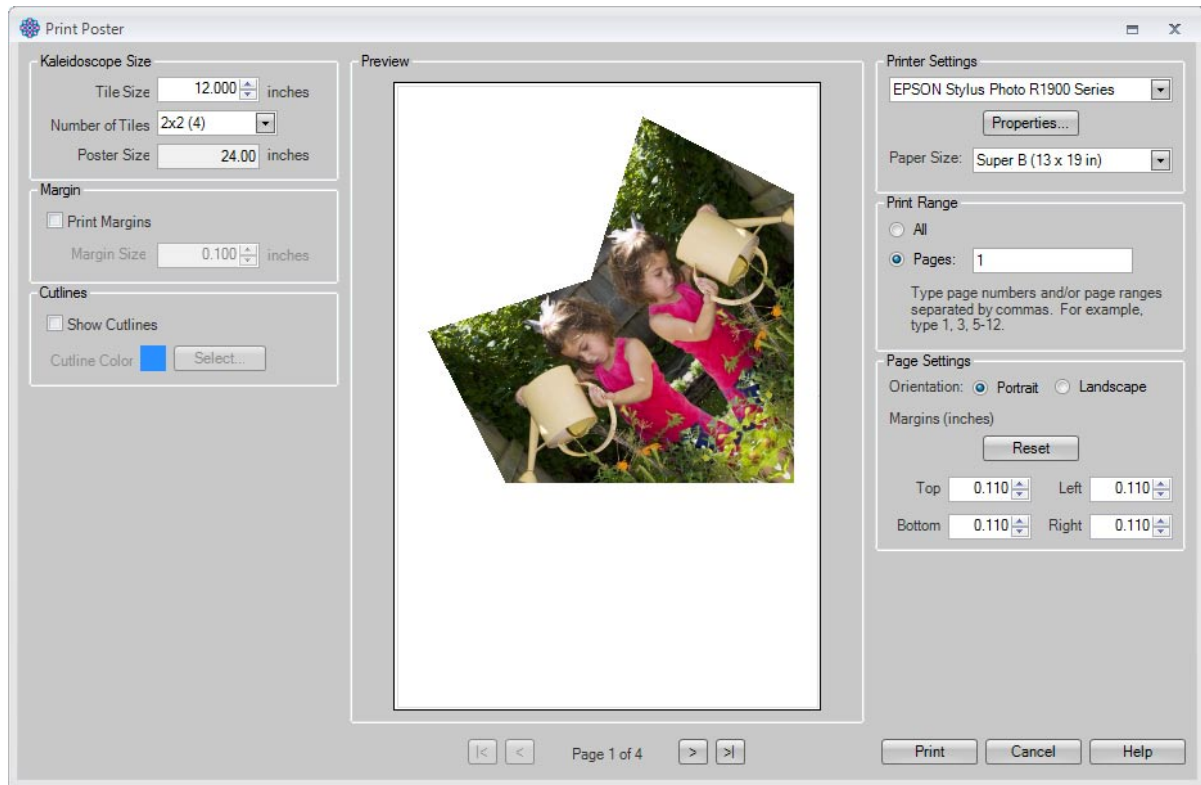 Print Poster
Kaleidoscope Size
Tile Size 12.000 inches
Number of Tiles 2x2 (4)
Poster Size 24.00 inches
Margin
Print Margins
Margin Size 0.100 inches
Cutlines
Show Cutlines
Cutline Color Select...
Preview
|< < Page 1 of 4 > >|
Printer Settings
EPSON Stylus Photo R1900 Series
Properties...
Paper Size: Super B (13 x 19 in)
Print Range
All
Pages: 1
Type page numbers and/or page ranges
separated by commas. For example,
type 1, 3, 5-12.
Page Settings
Orientation: Portrait Landscape
Margins (inches)
Reset
Top 0.110 Left 0.110
Bottom 0.110 Right 0.110
Print Cancel Help